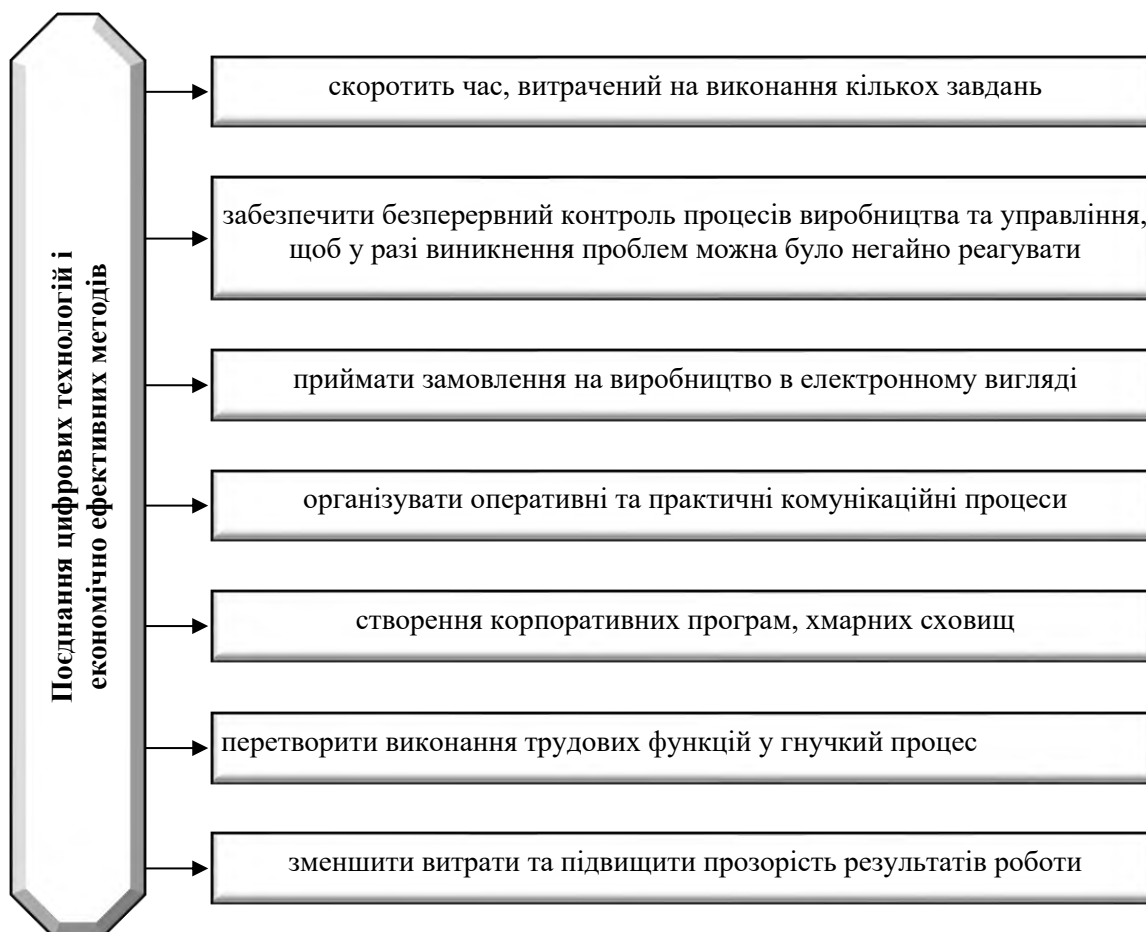 Поєднання цифрових технологій і
економічно ефективних методів
скоротить час, витрачений на виконання кількох завдань
забезпечити безперервний контроль процесів виробництва та управління,
щоб у разі виникнення проблем можна було негайно реагувати
приймати замовлення на виробництво в електронному вигляді
організувати оперативні та практичні комунікаційні процеси
створення корпоративних програм, хмарних сховищ
перетворити виконання трудових функцій у гнучкий процес
зменшити витрати та підвищити прозорість результатів роботи